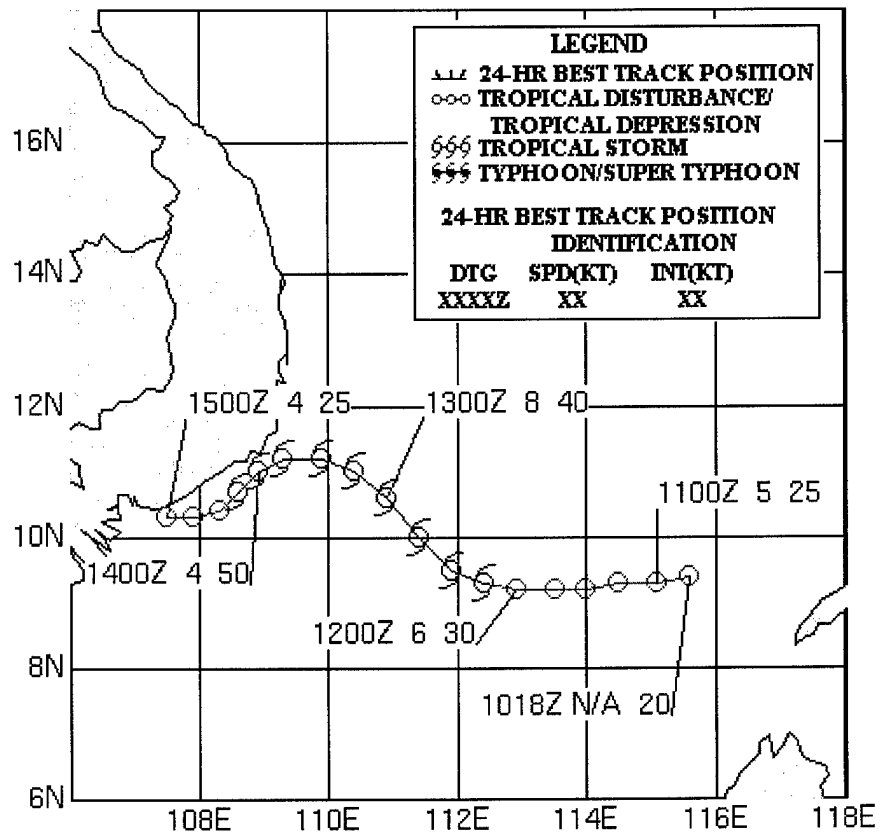 LEGEND
24-HR BEST TRACK POSITION
TROPICAL DISTURBANCE/
TROPICAL DEPRESSION
TROPICAL STORM
TYPHOON/SUPER TYPHOON
24-HR BEST TRACK POSITION
IDENTIFICATION
DTG SPD(KT) INT(KT)
XXXXZ XX XX
16N
14N
12N
1500Z 4 25
1300Z 8 40
1100Z 5 25
10N
1400Z 4 50
1200Z 6 30
8N
1018Z N/A 20
6N
108E 110E 112E 114E 116E 118E